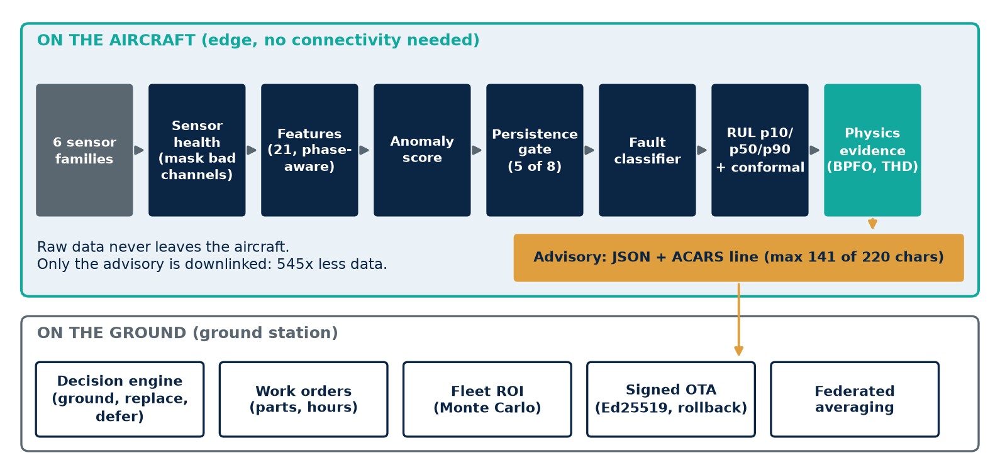 ON THE AIRCRAFT (edge, no connectivity needed)
6 sensor
families
Sensor
health
(mask bad
channels)
Features
(21, phase-
aware)
Anomaly
score
Persistence
gate
(5 of 8)
Fault
classifier
RUL p10/
p50/p90
+ conformal
Physics
evidence
(BPFO, THD)
Raw data never leaves the aircraft.
Only the advisory is downlinked: 545x less data.
Advisory: JSON + ACARS line (max 141 of 220 chars)
ON THE GROUND (ground station)
Decision engine
(ground, replace,
defer)
Work orders
(parts, hours)
Fleet ROI
(Monte Carlo)
Signed OTA
(Ed25519, rollback)
Federated
averaging